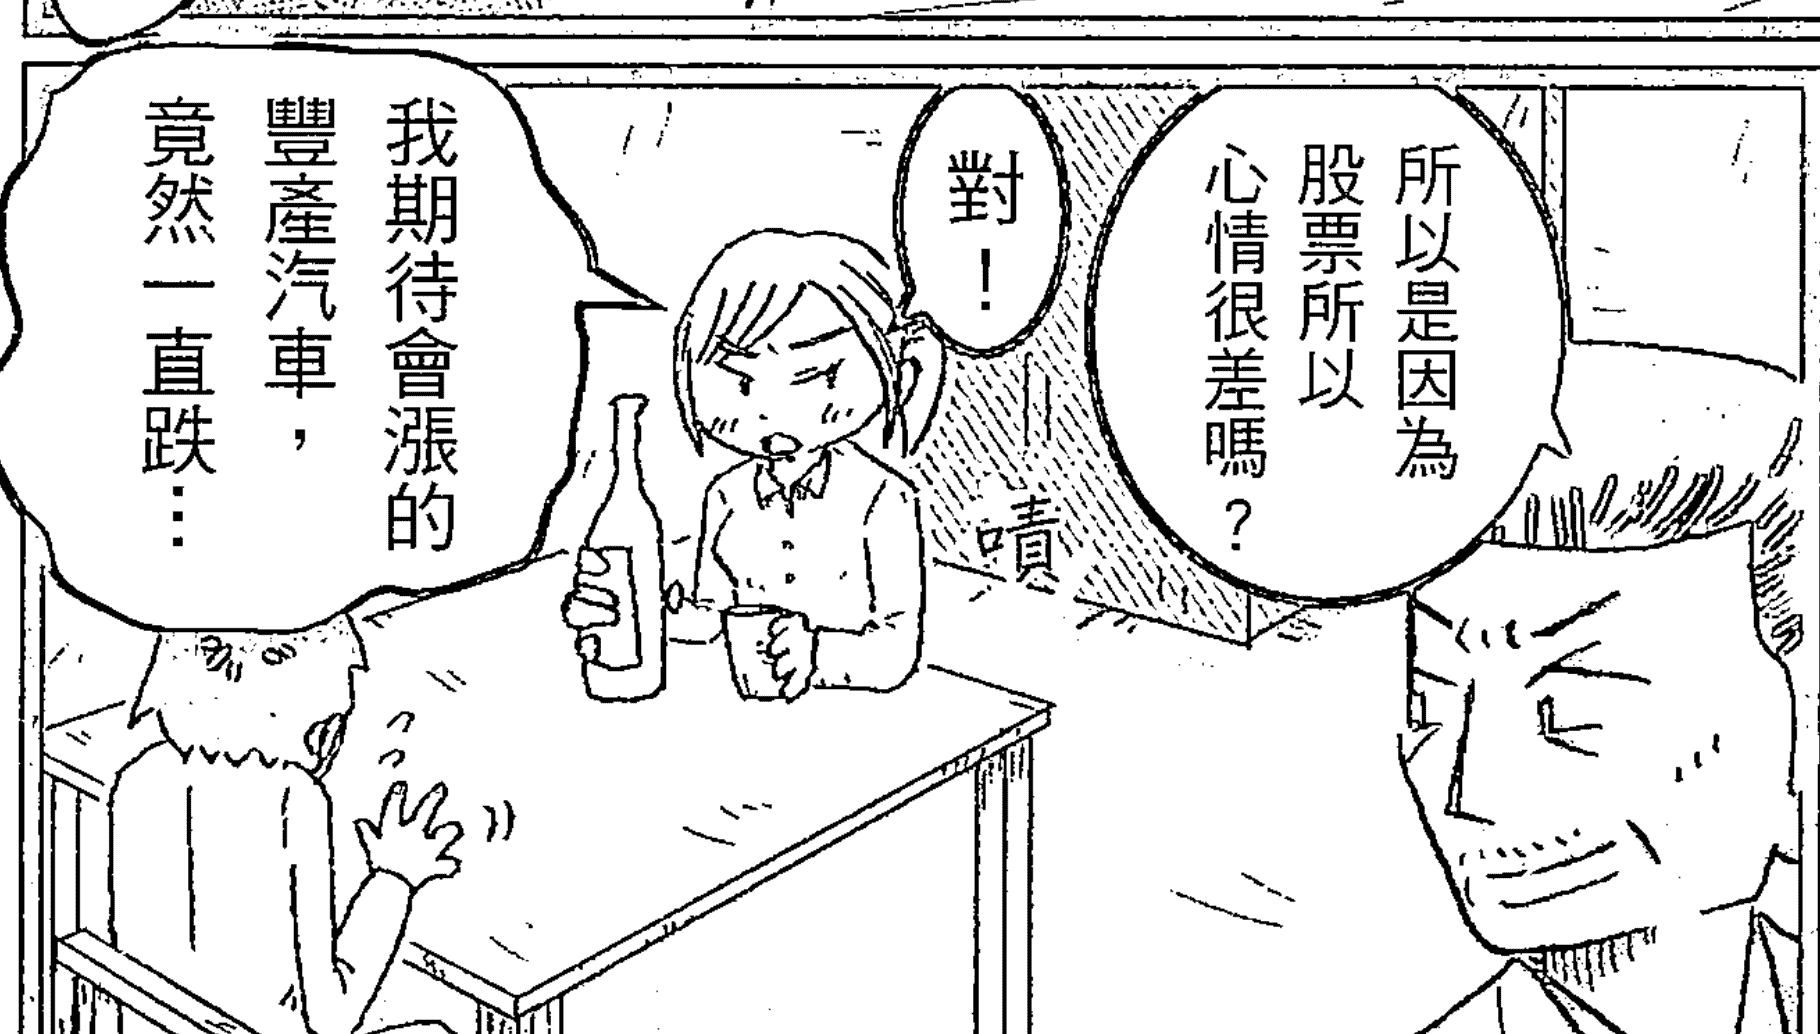 所以是因為
股票所以
心情很差嗎？
對！
嘖
我期待會漲的
豐產汽車，
竟然一直跌…